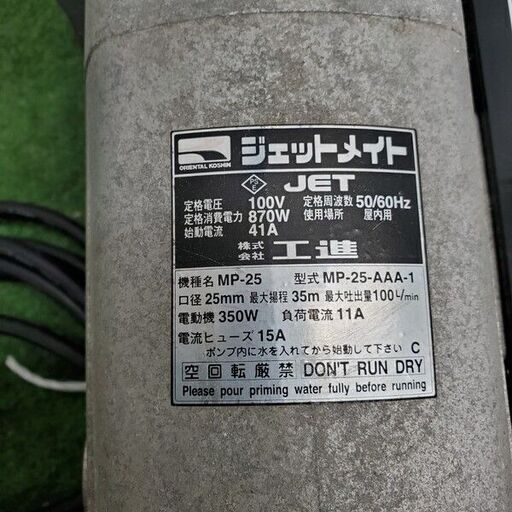 ORIENTAL KOSHIN
ジェットメイト
JET
定格電圧 100V 定格周波数 50/60Hz
定格消費電力 870W 使用場所 屋内用
始動電流 41A
株式会社 工進
機種名 MP-25 型式 MP-25-AAA-1
口径 25mm 最大揚程 35m 最大吐出量 100L/min
電動機 350W 負荷電流 11A
電流ヒューズ 15A
ポンプ内に水を入れてから始動して下さい C
空回転厳禁 DON'T RUN DRY
Please pour priming water fully before running